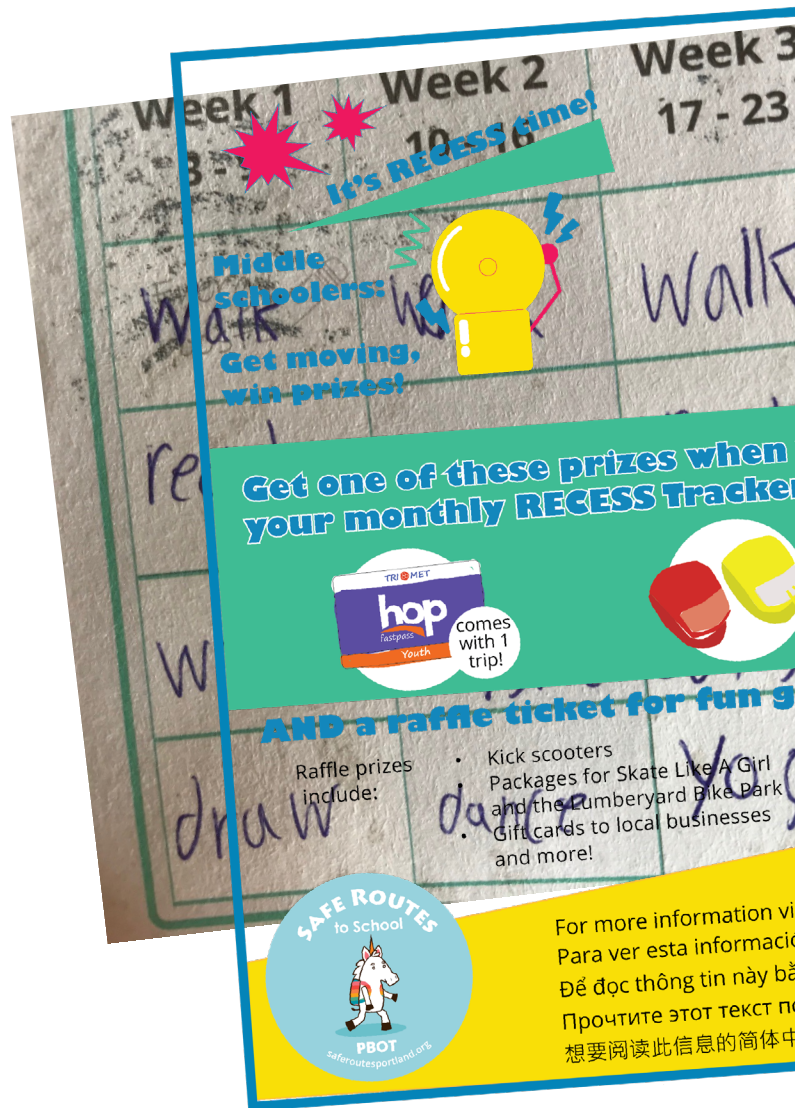 Week 1
Week 2
Week 3
10 - 16
17 - 23
It's RECESS time!
Middle
schoolers:
walk
walk
Get moving,
win prizes!
Get one of these prizes when
your monthly RECESS Tracker
TRI MET
hop
fastpass
Youth
comes
with 1
trip!
AND a raffle ticket for fun g
Raffle prizes
include:
• Kick scooters
• Packages for Skate Like A Girl
and the Lumberyard Bike Park
• Gift cards to local businesses
and more!
draw
dance
SAFE ROUTES
to School
PBOT
saferoutesportland.org
For more information vi
Para ver esta informació
Để đọc thông tin này bằ
Прочтите этот текст по
想要阅读此信息的简体中